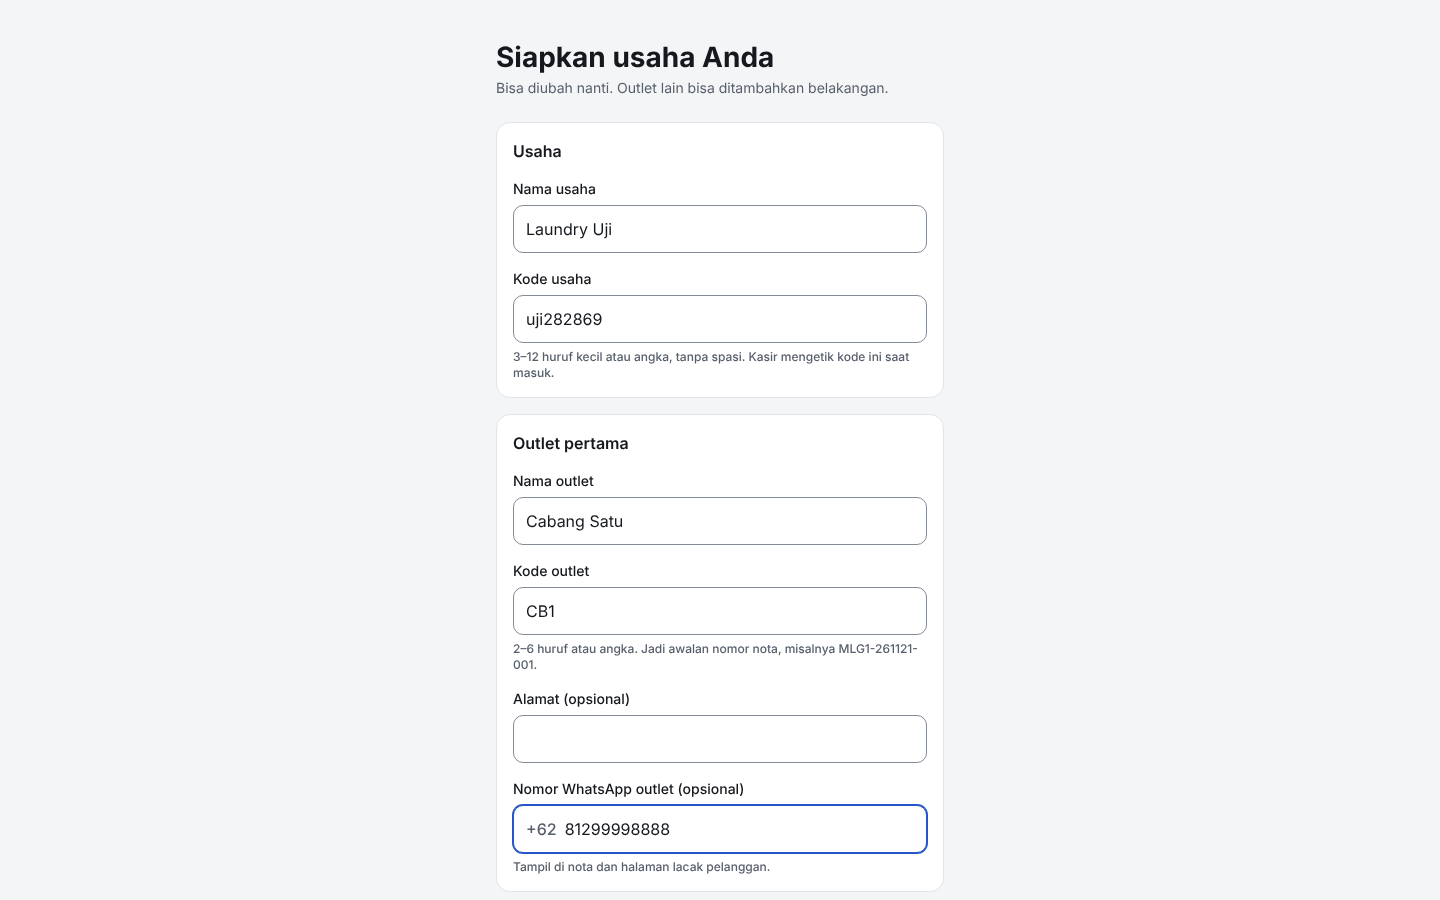 Siapkan usaha Anda
Bisa diubah nanti. Outlet lain bisa ditambahkan belakangan.
Usaha
Nama usaha
Laundry Uji
Kode usaha
uji282869
3–12 huruf kecil atau angka, tanpa spasi. Kasir mengetik kode ini saat
masuk.
Outlet pertama
Nama outlet
Cabang Satu
Kode outlet
CB1
2–6 huruf atau angka. Jadi awalan nomor nota, misalnya MLG1-261121-
001.
Alamat (opsional)
Nomor WhatsApp outlet (opsional)
+62 81299998888
Tampil di nota dan halaman lacak pelanggan.